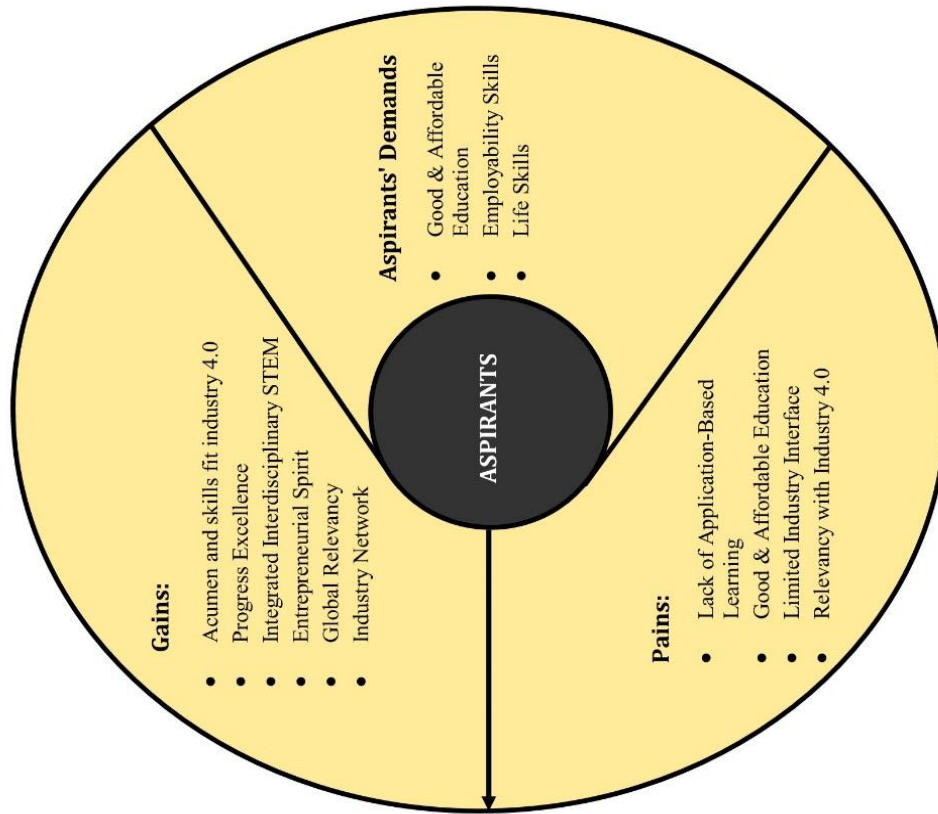 Gains:
• Acumen and skills fit industry 4.0
• Progress Excellence
• Integrated Interdisciplinary STEM
• Entrepreneurial Spirit
• Global Relevancy
• Industry Network
Aspirants' Demands
• Good & Affordable
Education
• Employability Skills
• Life Skills
ASPIRANTS
Pains:
• Lack of Application-Based
Learning
• Good & Affordable Education
• Limited Industry Interface
• Relevancy with Industry 4.0